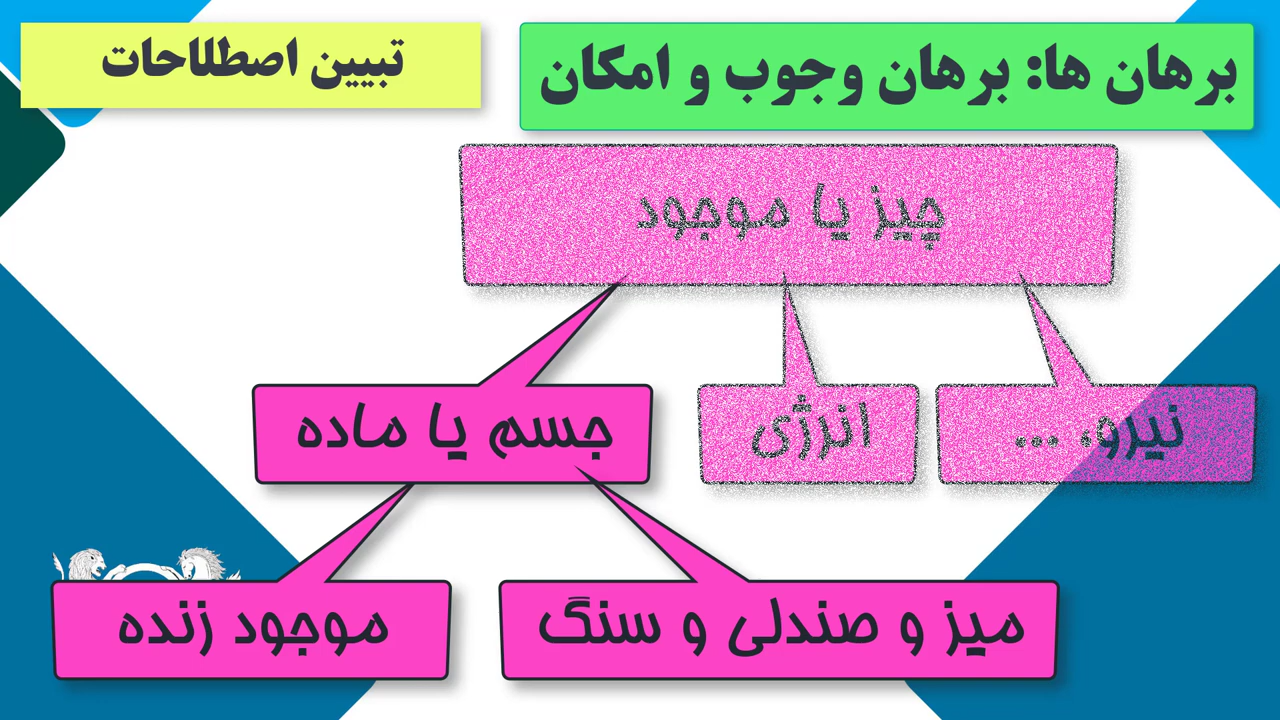 برهان ها: برهان وجوب و امکان
تبیین اصطلاحات
چیز یا موجود
نیرو، ...
انرژی
جسم یا ماده
میز و صندلی و سنگ
موجود زنده